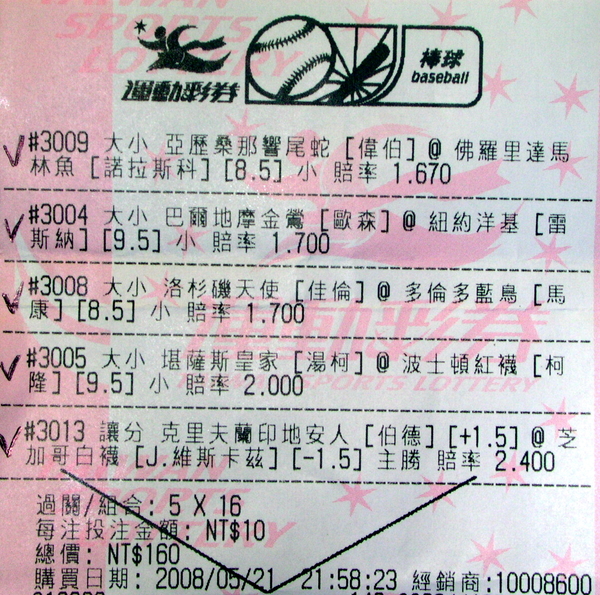 運動彩券
棒球
baseball
#3009 大小 亞歷桑那響尾蛇 [偉伯] @ 佛羅里達馬
林魚 [諾拉斯科] [8.5] 小 賠率 1.670
#3004 大小 巴爾地摩金鶯 [歐森] @ 紐約洋基 [雷
斯納] [9.5] 小 賠率 1.700
#3008 大小 洛杉磯天使 [佳倫] @ 多倫多藍鳥 [馬
康] [8.5] 小 賠率 1.700
#3005 大小 堪薩斯皇家 [湯柯] @ 波士頓紅襪 [柯
隆] [9.5] 小 賠率 2.000
#3013 讓分 克里夫蘭印地安人 [伯德] [+1.5] @ 芝
加哥白襪 [J.維斯卡茲] [-1.5] 主勝 賠率 2.400
過關/組合: 5 X 16
每注投注金額: NT$10
總價: NT$160
購買日期: 2008/05/21 21:58:23 經銷商:10008600